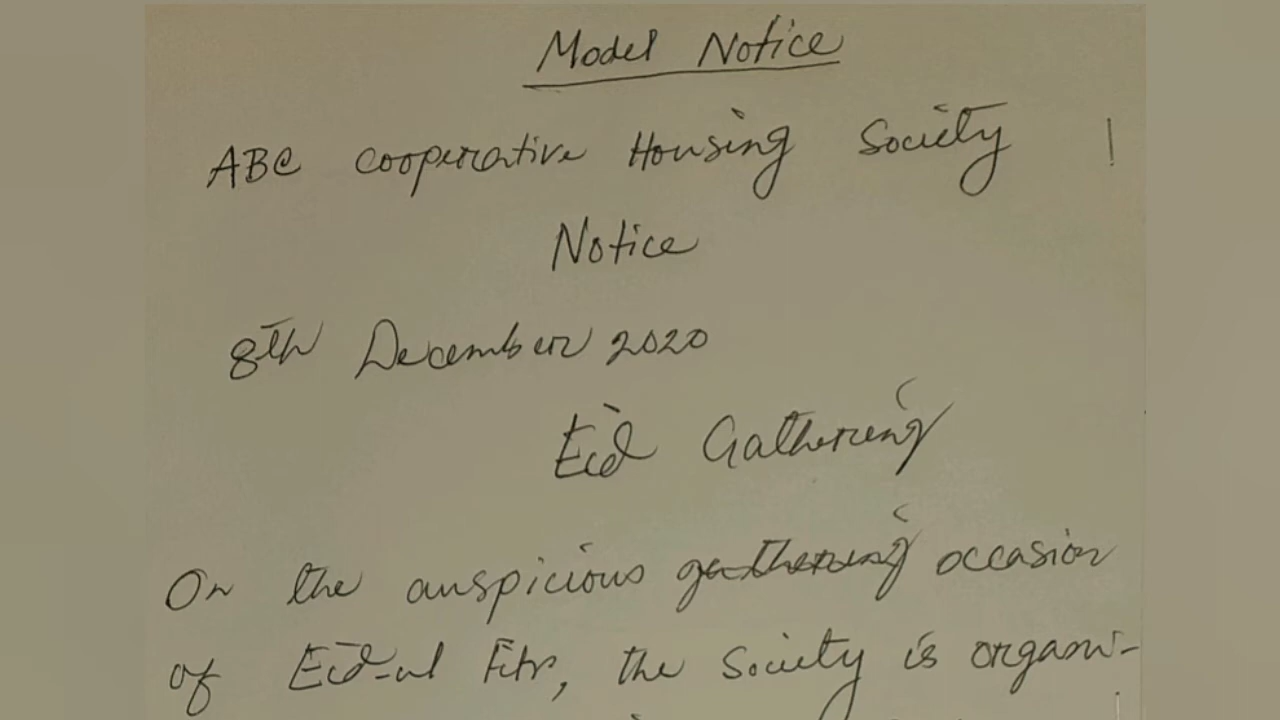 Model Notice
ABC cooperative Housing Society
Notice
8th December 2020
Eid Gathering
On the auspicious gathering occasion
of Eid-ul Fitr, the Society is organi-